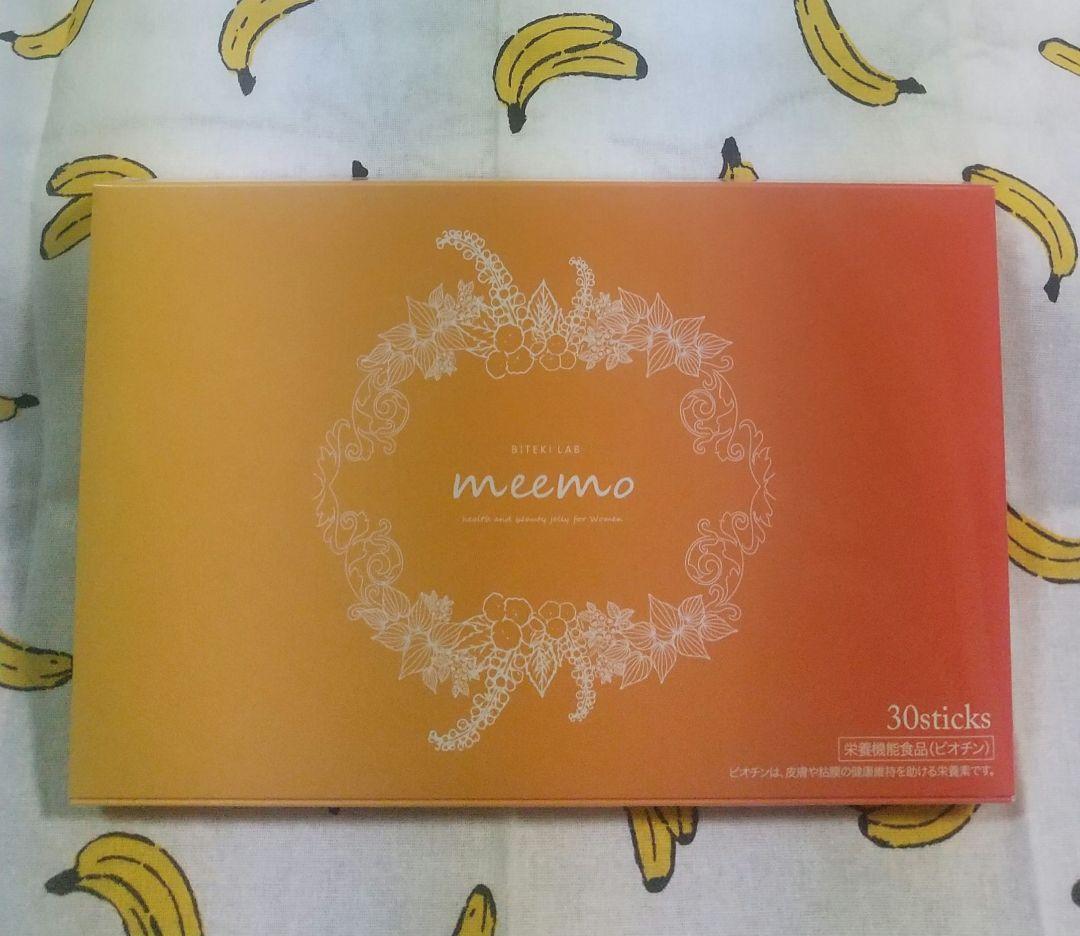 BITEKI LAB
meemo
health and beauty jelly for Women
30sticks
栄養機能食品(ビオチン)
ビオチンは、皮膚や粘膜の健康維持を助ける栄養素です。